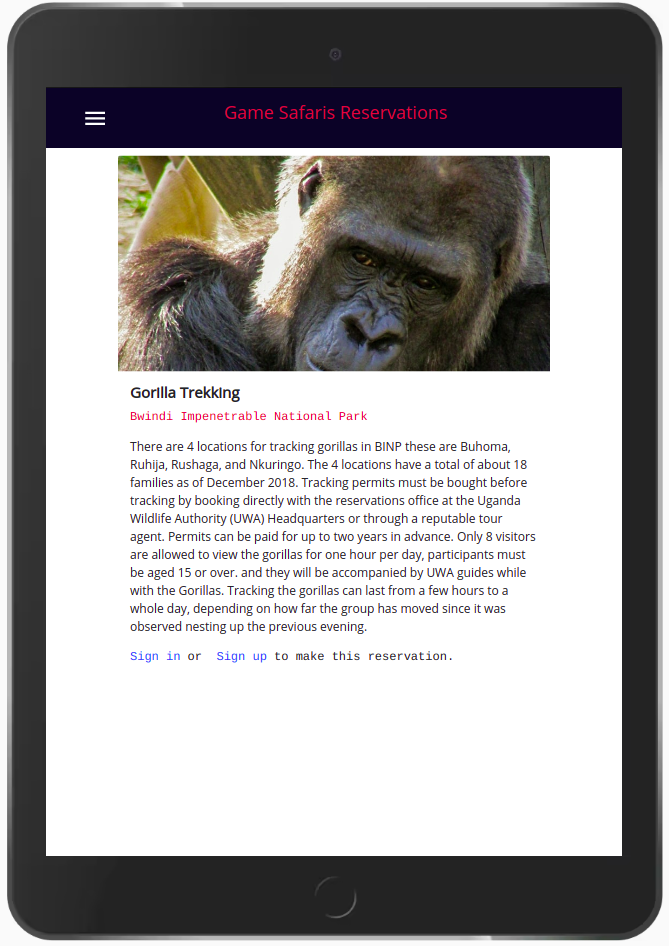 Game Safaris Reservations
Gorilla Trekking
Bwindi Impenetrable National Park
There are 4 locations for tracking gorillas in BINP these are Buhoma,
Ruhija, Rushaga, and Nkuringo. The 4 locations have a total of about 18
families as of December 2018. Tracking permits must be bought before
tracking by booking directly with the reservations office at the Uganda
Wildlife Authority (UWA) Headquarters or through a reputable tour
agent. Permits can be paid for up to two years in advance. Only 8 visitors
are allowed to view the gorillas for one hour per day, participants must
be aged 15 or over. and they will be accompanied by UWA guides while
with the Gorillas. Tracking the gorillas can last from a few hours to a
whole day, depending on how far the group has moved since it was
observed nesting up the previous evening.
Sign in or Sign up to make this reservation.